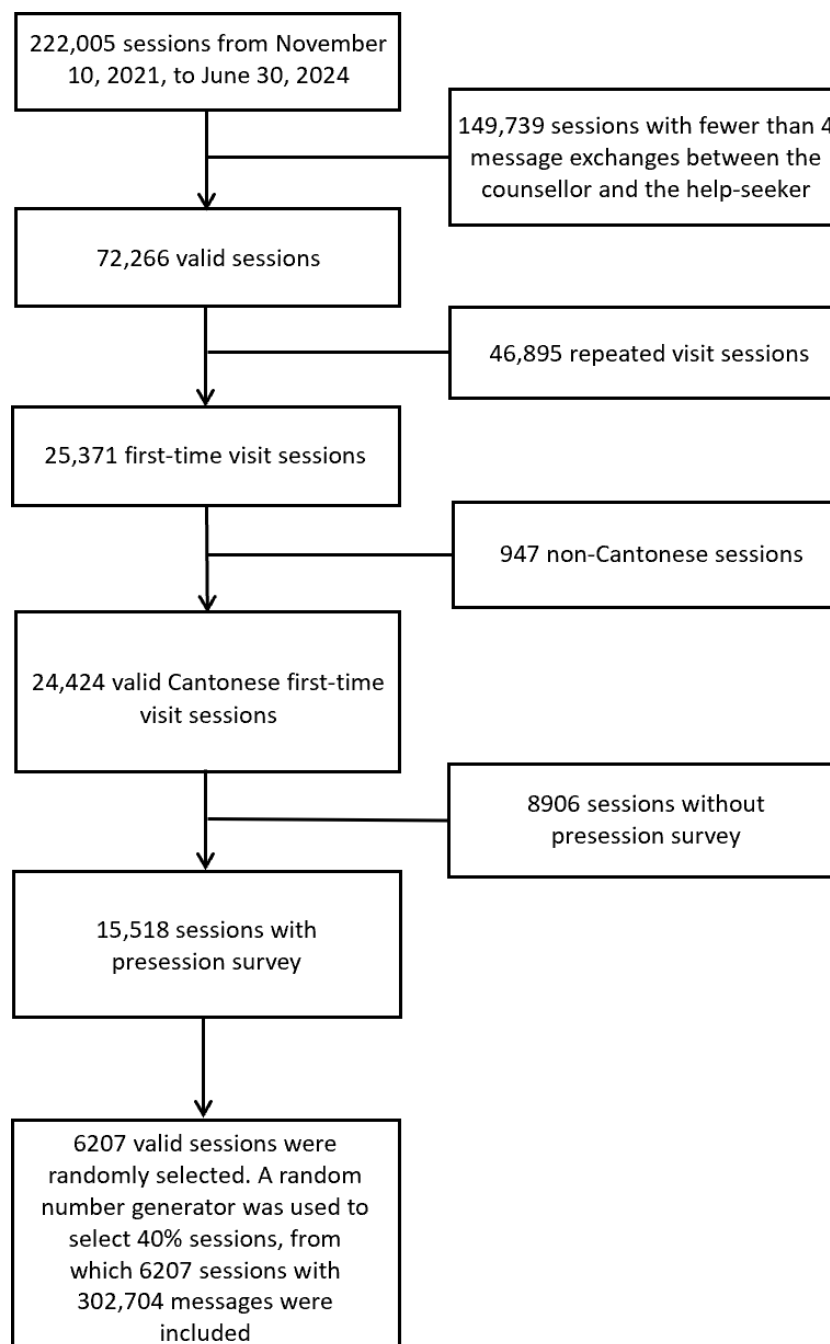 222,005 sessions from November
10, 2021, to June 30, 2024
149,739 sessions with fewer than 4
message exchanges between the
counsellor and the help-seeker
72,266 valid sessions
46,895 repeated visit sessions
25,371 first-time visit sessions
947 non-Cantonese sessions
24,424 valid Cantonese first-time
visit sessions
8906 sessions without
presession survey
15,518 sessions with
presession survey
6207 valid sessions were
randomly selected. A random
number generator was used to
select 40% sessions, from
which 6207 sessions with
302,704 messages were
included